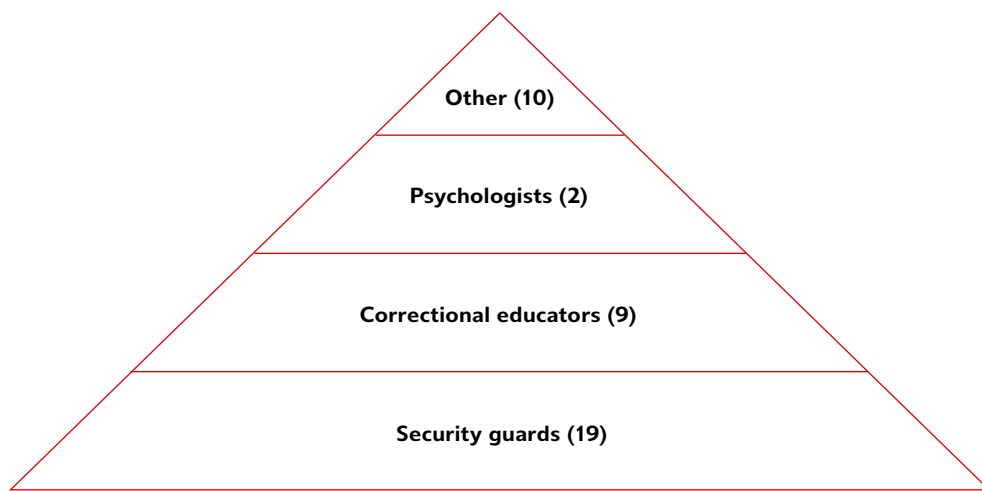 Other (10)
Psychologists (2)
Correctional educators (9)
Security guards (19)